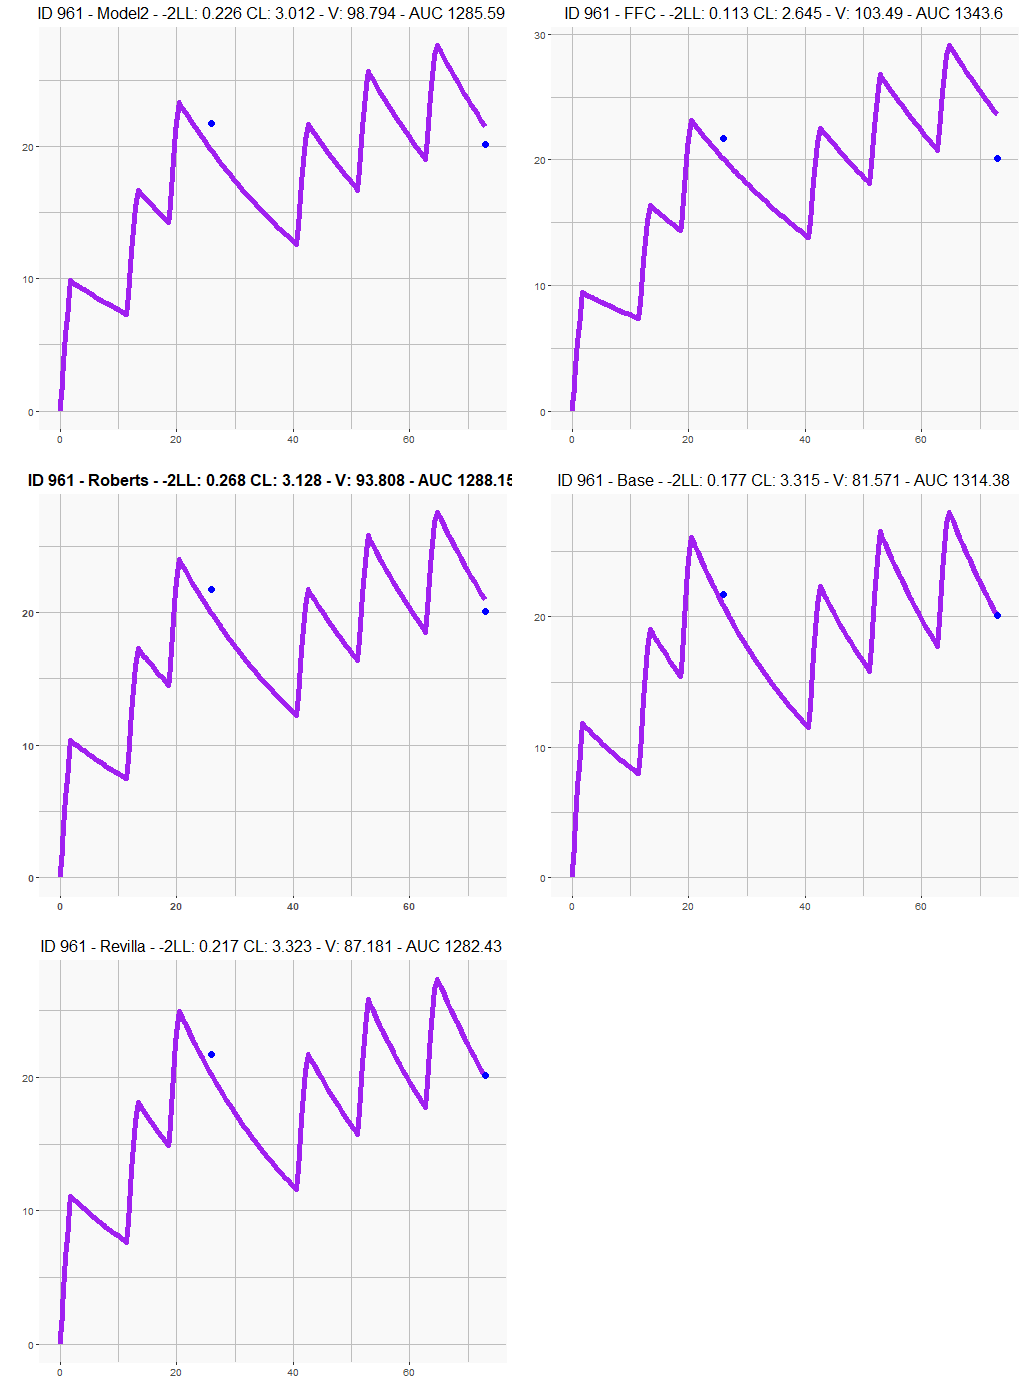 ID 961 - Model2 - -2LL: 0.226 CL: 3.012 - V: 98.794 - AUC 1285.59
20
10
0
0 20 40 60
ID 961 - FFC - -2LL: 0.113 CL: 2.645 - V: 103.49 - AUC 1343.6
30
20
10
0
0 20 40 60
ID 961 - Roberts - -2LL: 0.268 CL: 3.128 - V: 93.808 - AUC 1288.15
20
10
0
0 20 40 60
ID 961 - Base - -2LL: 0.177 CL: 3.315 - V: 81.571 - AUC 1314.38
20
10
0
0 20 40 60
ID 961 - Revilla - -2LL: 0.217 CL: 3.323 - V: 87.181 - AUC 1282.43
20
10
0
0 20 40 60